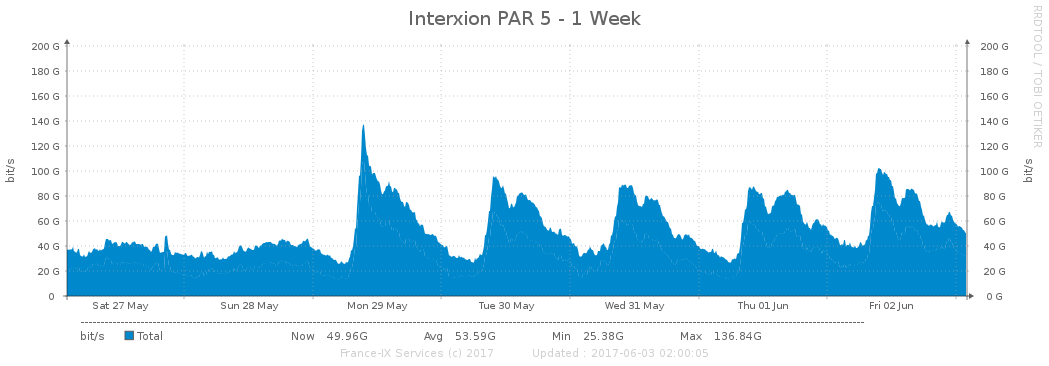 Interxion PAR 5 - 1 Week
RRDTOOL / TOBI OETIKER
200 G 200 G
180 G 180 G
160 G 160 G
140 G 140 G
120 G 120 G
100 G 100 G
80 G 80 G
60 G 60 G
40 G 40 G
20 G 20 G
0 0 G
bit/s bit/s
Sat 27 May Sun 28 May Mon 29 May Tue 30 May Wed 31 May Thu 01 Jun Fri 02 Jun
bit/s Total Now 49.96G Avg 53.59G Min 25.38G Max 136.84G
France-IX Services (c) 2017 Updated : 2017-06-03 02:00:05